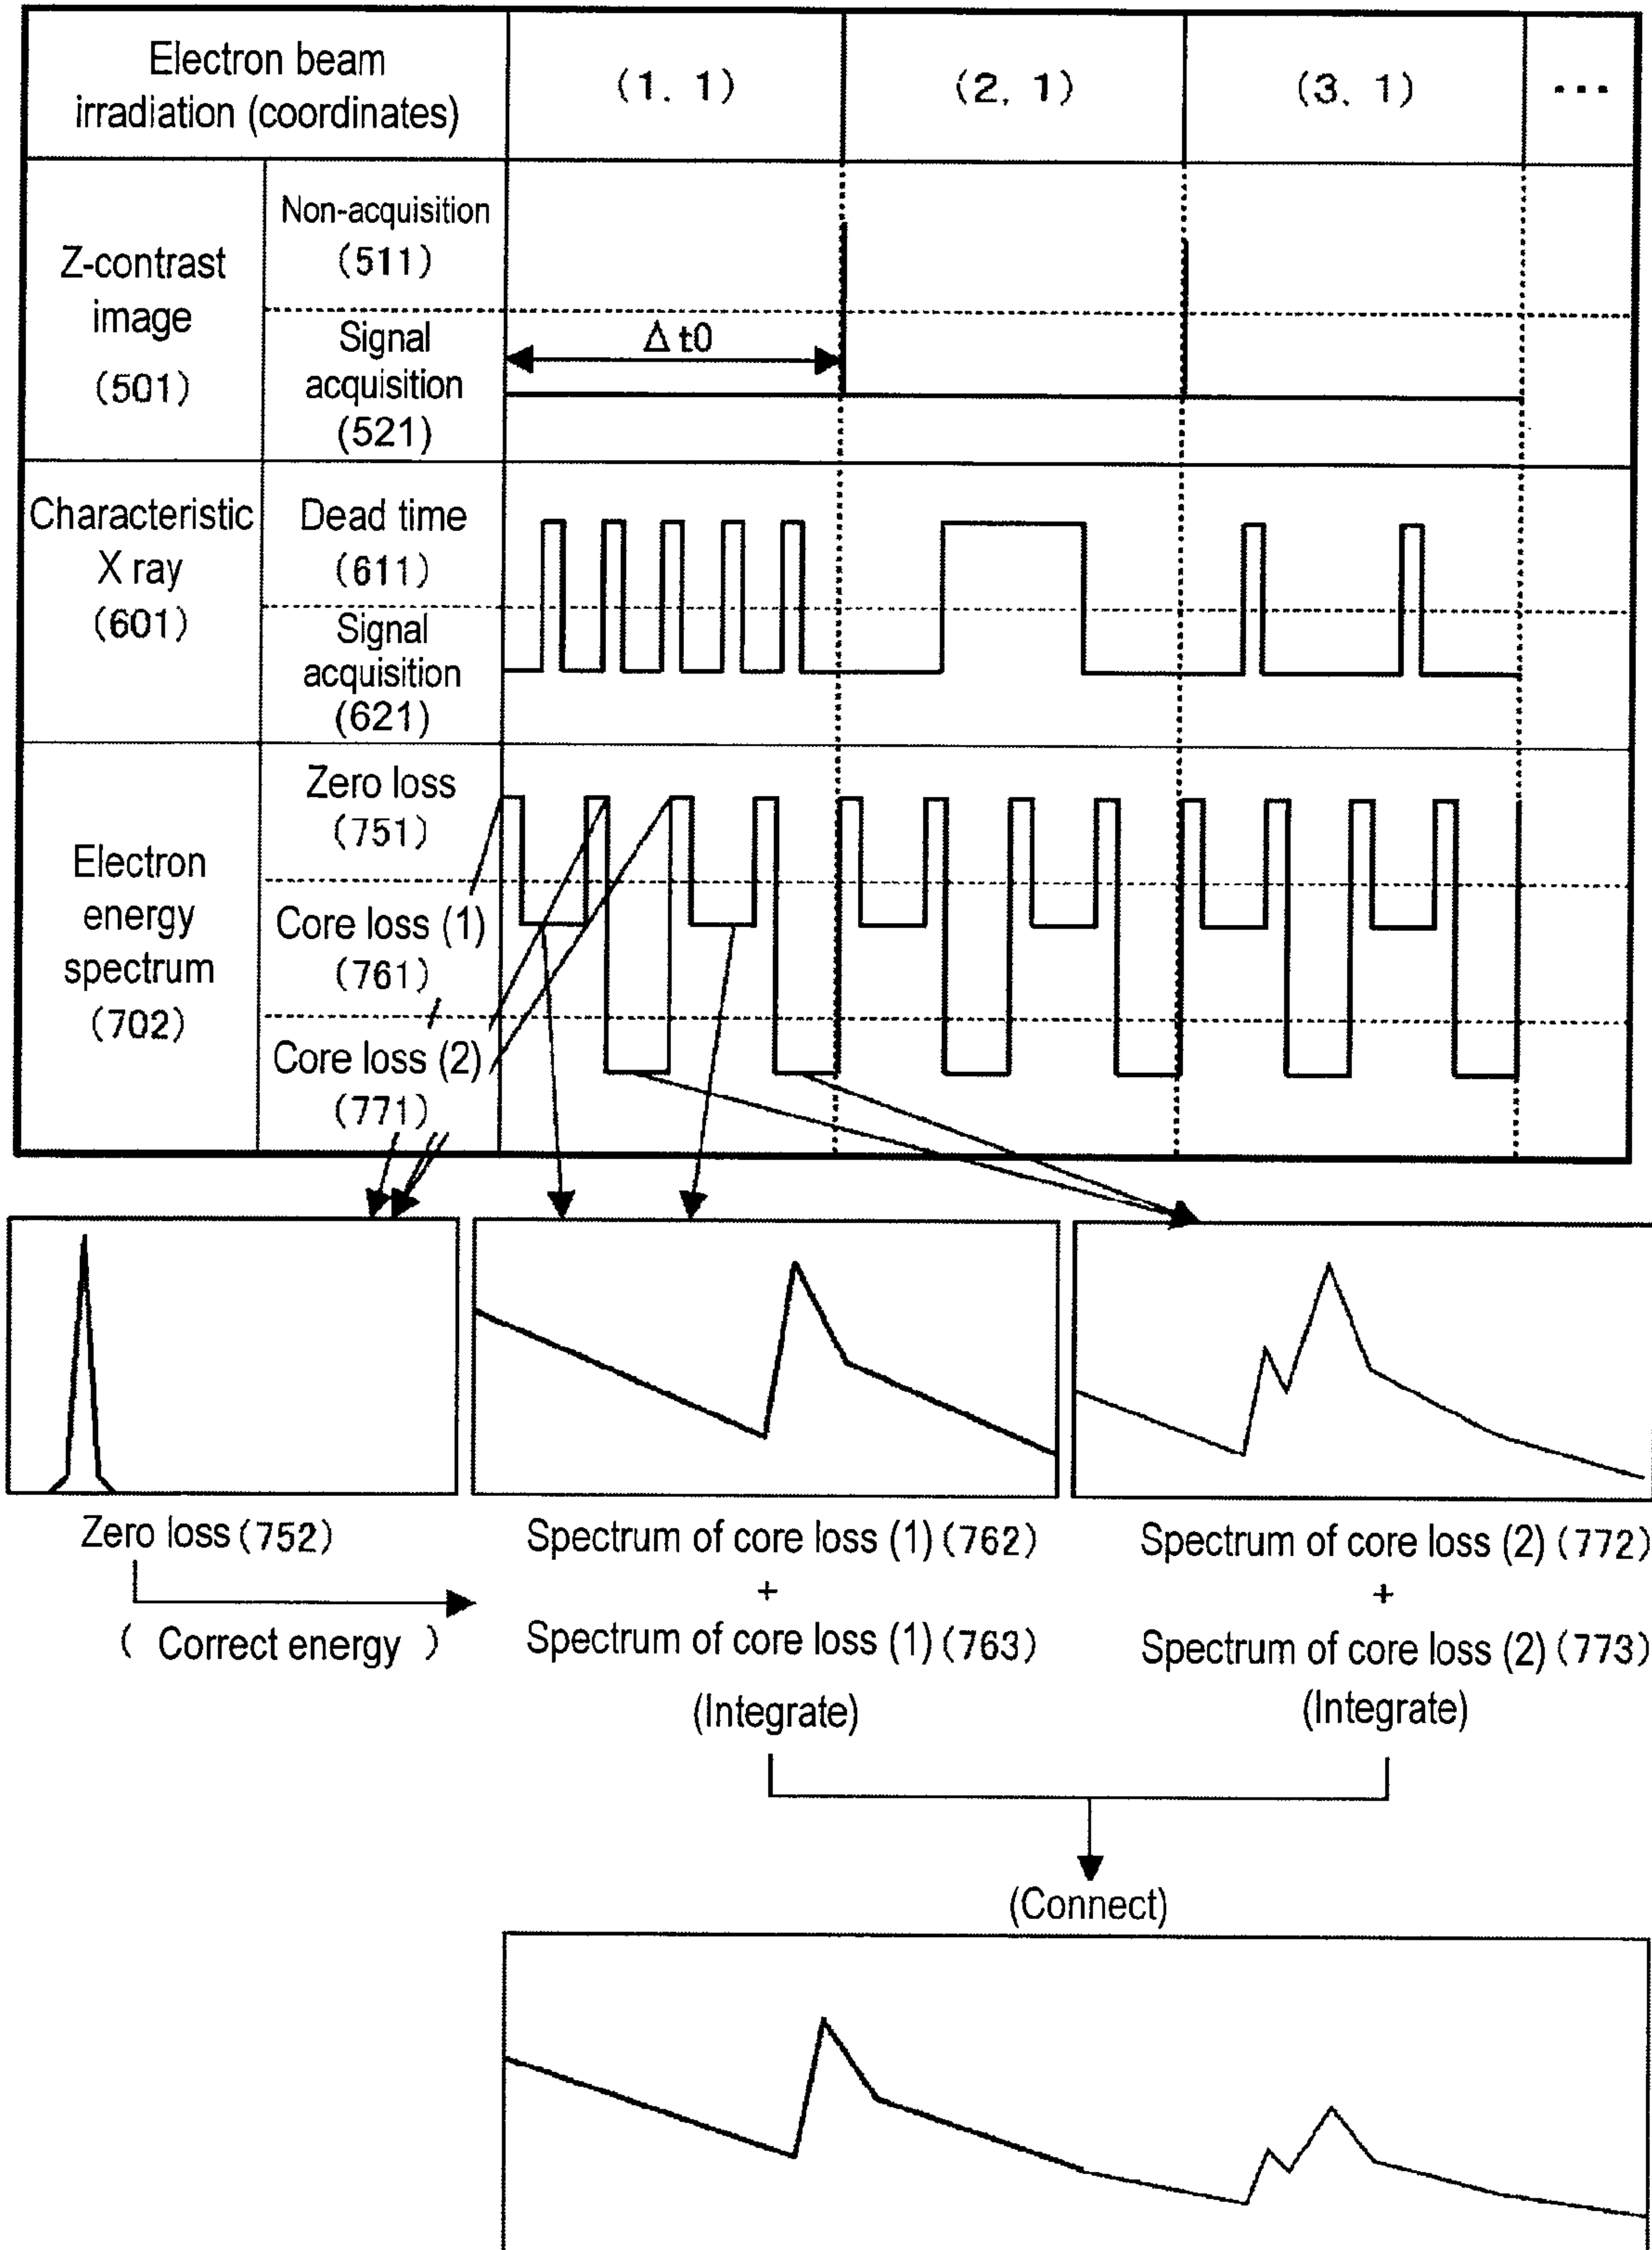 Electron beam
irradiation (coordinates)
(1, 1)
(2, 1)
(3, 1)
...
Z-contrast
image
(501)
Non-acquisition
(511)
Signal
acquisition
(521)
Δt0
Characteristic
X ray
(601)
Dead time
(611)
Signal
acquisition
(621)
Electron
energy
spectrum
(702)
Zero loss
(751)
Core loss (1)
(761)
Core loss (2)
(771)
Zero loss (752)
( Correct energy )
Spectrum of core loss (1) (762)
+
Spectrum of core loss (1) (763)
(Integrate)
Spectrum of core loss (2) (772)
+
Spectrum of core loss (2) (773)
(Integrate)
(Connect)